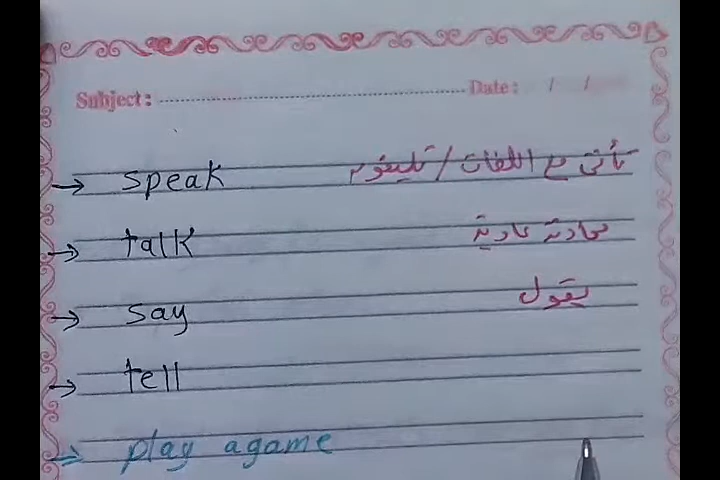 Subject : Date : / /
→ speak تأتى مع اللغات / تليفون
→ talk محادثة عادية
→ say يقول
→ tell
→ play agame